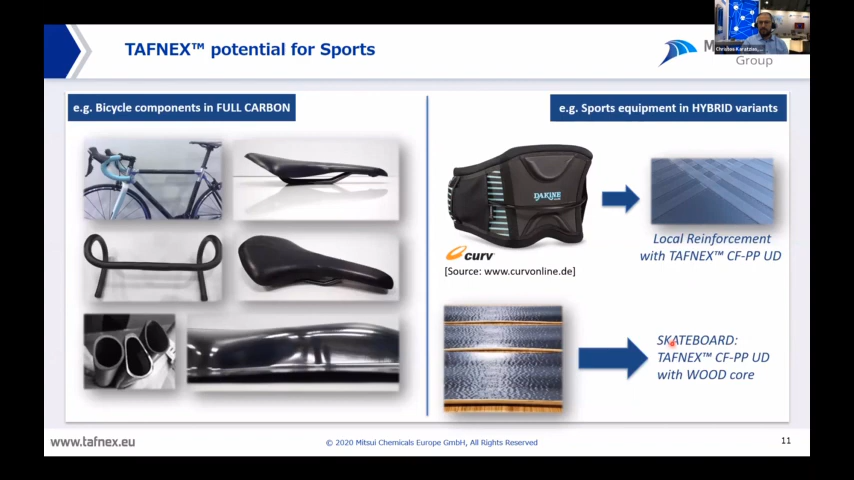 TAFNEX™ potential for Sports
Group
e.g. Bicycle components in FULL CARBON
e.g. Sports equipment in HYBRID variants
DAKINE
curv
[Source: www.curvonline.de]
Local Reinforcement
with TAFNEX™ CF-PP UD
SKATEBOARD:
TAFNEX™ CF-PP UD
with WOOD core
www.tafnex.eu
© 2020 Mitsui Chemicals Europe GmbH, All Rights Reserved
11